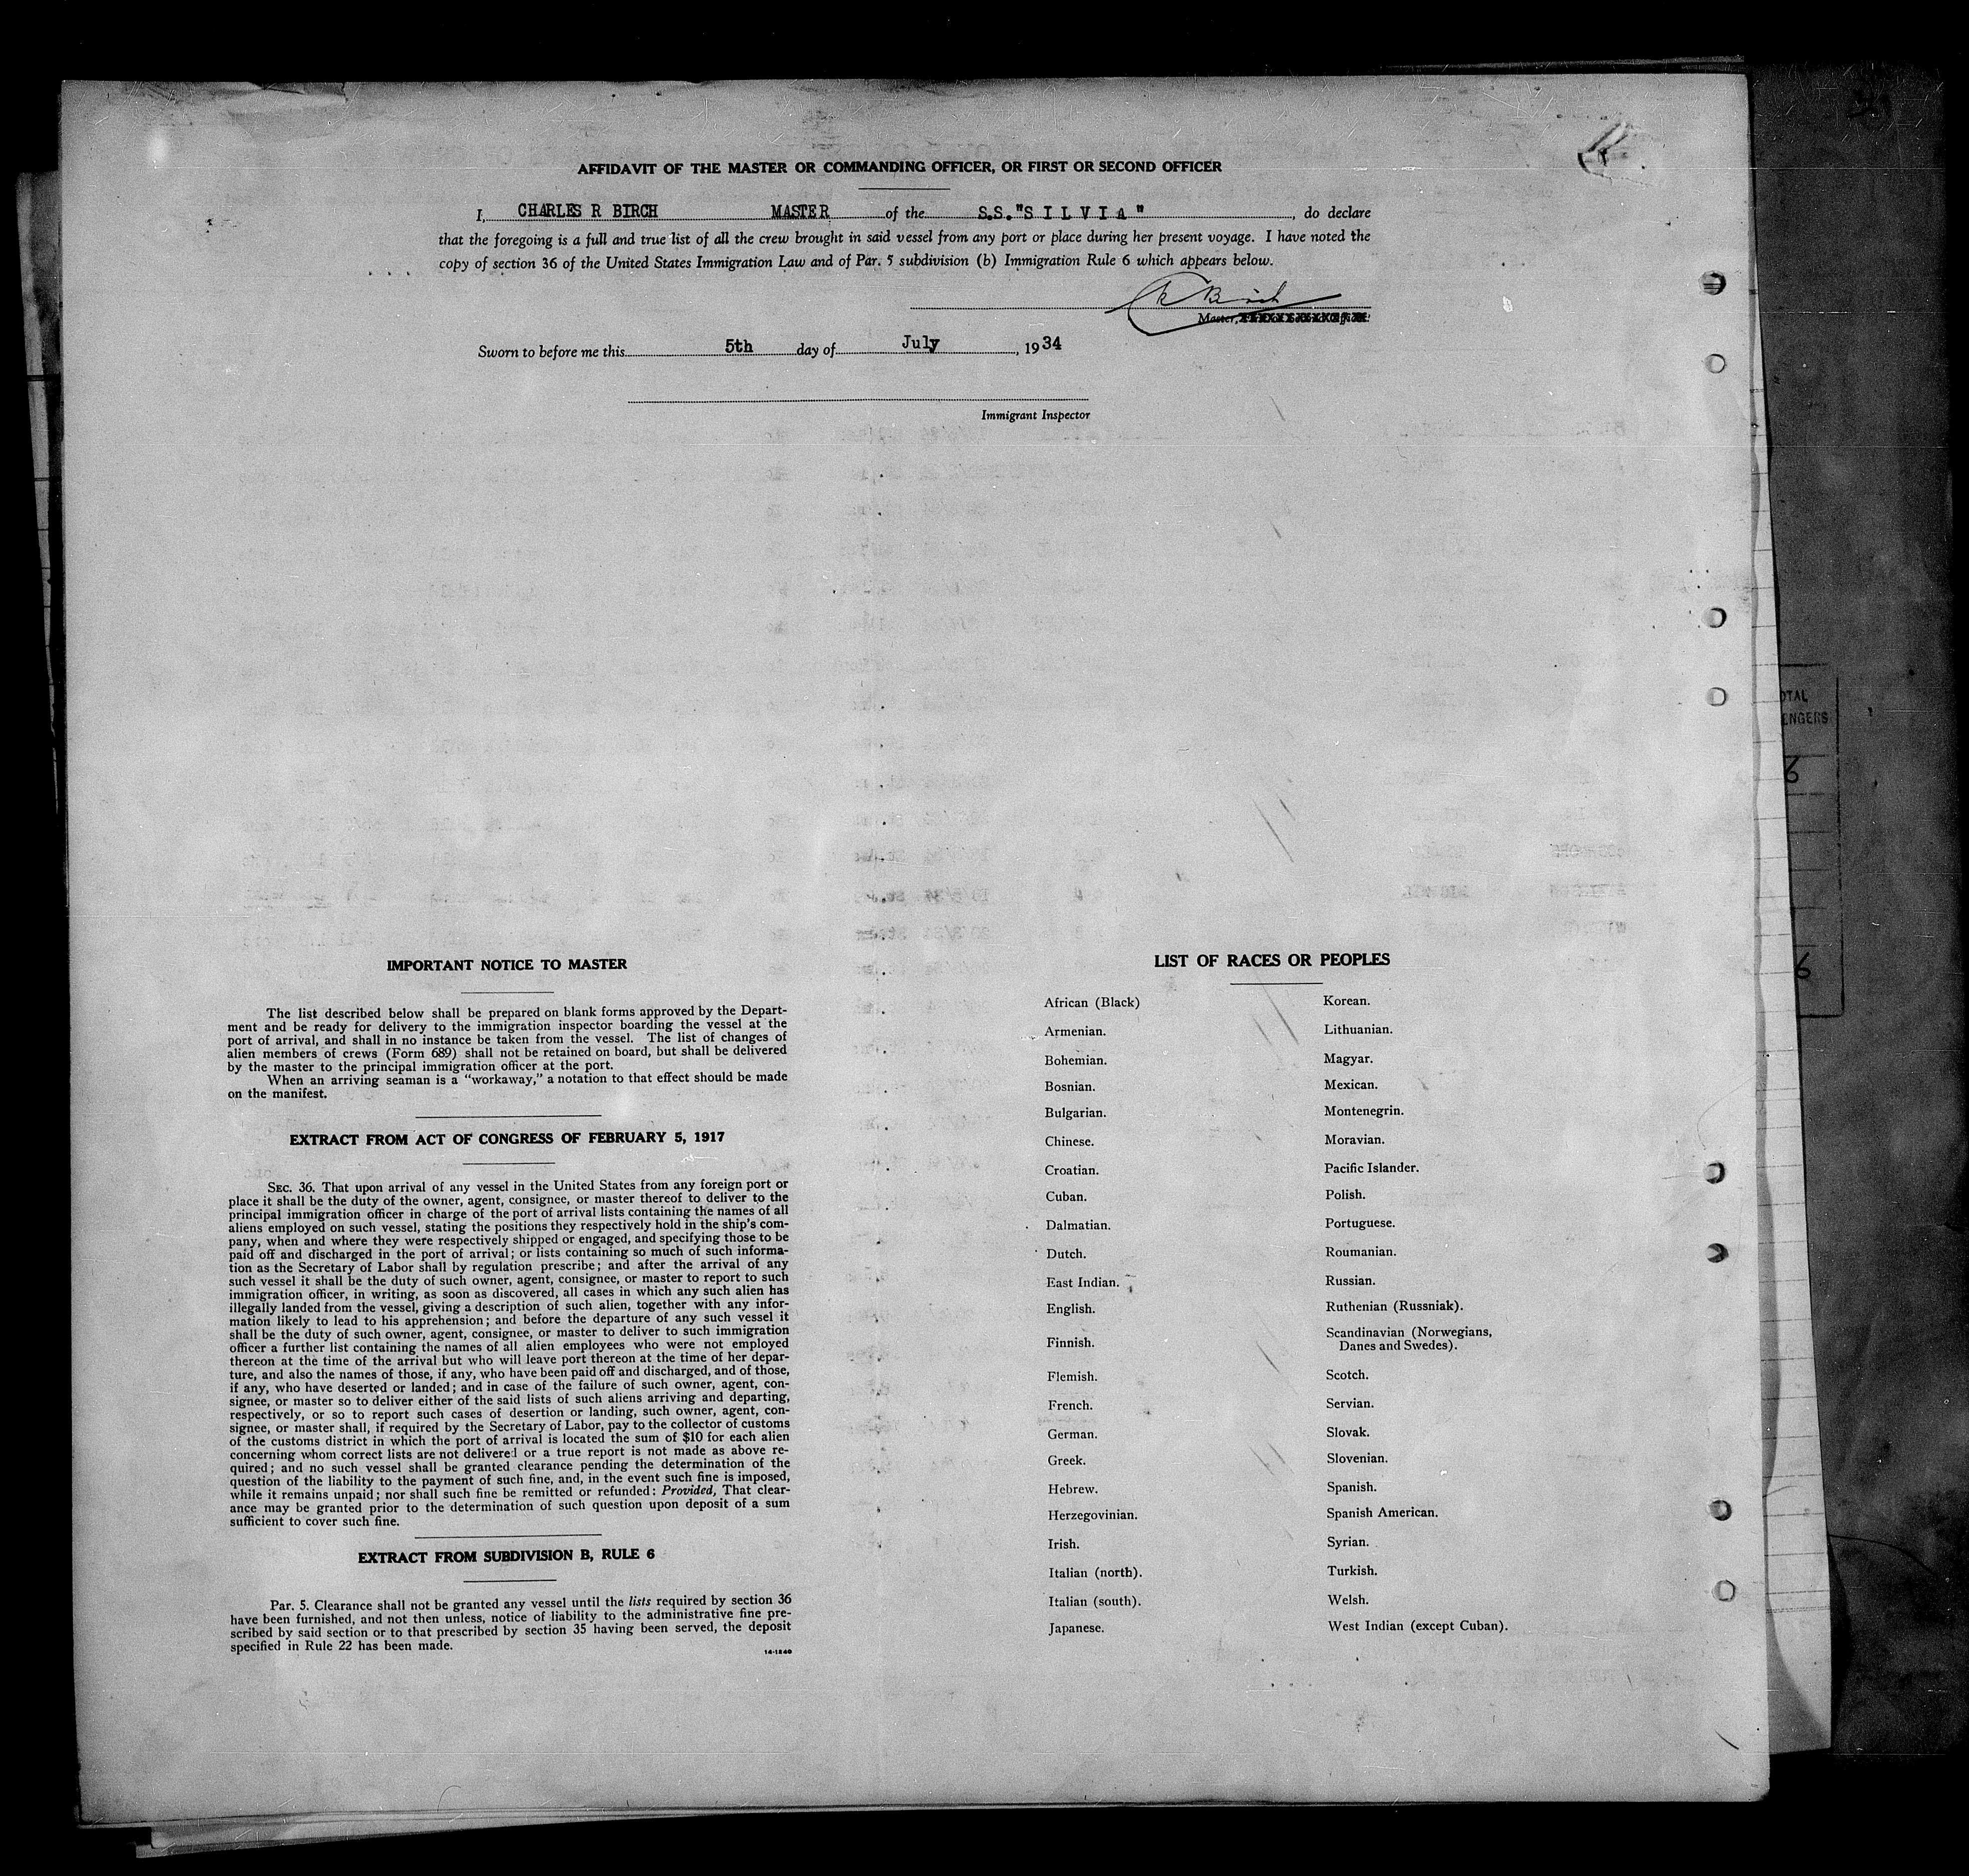 AFFIDAVIT OF THE MASTER OR COMMANDING OFFICER, OR FIRST OR SECOND OFFICER
I, CHARLES R BIRCH MASTER of the S.S. "SILVIA", do declare
that the foregoing is a full and true list of all the crew brought in said vessel from any port or place during her present voyage. I have noted the
copy of section 36 of the United States Immigration Law and of Par. 5 subdivision (b) Immigration Rule 6 which appears below.
C R Birch
Master,
Sworn to before me this 5th day of July, 1934
Immigrant Inspector
OTAL
ENGERS
6
6
IMPORTANT NOTICE TO MASTER
The list described below shall be prepared on blank forms approved by the Depart-
ment and be ready for delivery to the immigration inspector boarding the vessel at the
port of arrival, and shall in no instance be taken from the vessel. The list of changes of
alien members of crews (Form 689) shall not be retained on board, but shall be delivered
by the master to the principal immigration officer at the port.
When an arriving seaman is a "workaway," a notation to that effect should be made
on the manifest.
EXTRACT FROM ACT OF CONGRESS OF FEBRUARY 5, 1917
SEC. 36. That upon arrival of any vessel in the United States from any foreign port or
place it shall be the duty of the owner, agent, consignee, or master thereof to deliver to the
principal immigration officer in charge of the port of arrival lists containing the names of all
aliens employed on such vessel, stating the positions they respectively hold in the ship's com-
pany, when and where they were respectively shipped or engaged, and specifying those to be
paid off and discharged in the port of arrival; or lists containing so much of such informa-
tion as the Secretary of Labor shall by regulation prescribe; and after the arrival of any
such vessel it shall be the duty of such owner, agent, consignee, or master to report to such
immigration officer, in writing, as soon as discovered, all cases in which any such alien has
illegally landed from the vessel, giving a description of such alien, together with any infor-
mation likely to lead to his apprehension; and before the departure of any such vessel it
shall be the duty of such owner, agent, consignee, or master to deliver to such immigration
officer a further list containing the names of all alien employees who were not employed
thereon at the time of the arrival but who will leave port thereon at the time of her depar-
ture, and also the names of those, if any, who have been paid off and discharged, and of those,
if any, who have deserted or landed; and in case of the failure of such owner, agent, con-
signee, or master so to deliver either of the said lists of such aliens arriving and departing,
respectively, or so to report such cases of desertion or landing, such owner, agent, con-
signee, or master shall, if required by the Secretary of Labor, pay to the collector of customs
of the customs district in which the port of arrival is located the sum of $10 for each alien
concerning whom correct lists are not delivered or a true report is not made as above re-
quired; and no such vessel shall be granted clearance pending the determination of the
question of the liability to the payment of such fine, and, in the event such fine is imposed,
while it remains unpaid; nor shall such fine be remitted or refunded: Provided, That clear-
ance may be granted prior to the determination of such question upon deposit of a sum
sufficient to cover such fine.
EXTRACT FROM SUBDIVISION B, RULE 6
Par. 5. Clearance shall not be granted any vessel until the lists required by section 36
have been furnished, and not then unless, notice of liability to the administrative fine pre-
scribed by said section or to that prescribed by section 35 having been served, the deposit
specified in Rule 22 has been made.
14-1240
LIST OF RACES OR PEOPLES
African (Black)
Armenian.
Bohemian.
Bosnian.
Bulgarian.
Chinese.
Croatian.
Cuban.
Dalmatian.
Dutch.
East Indian.
English.
Finnish.
Flemish.
French.
German.
Greek.
Hebrew.
Herzegovinian.
Irish.
Italian (north).
Italian (south).
Japanese.
Korean.
Lithuanian.
Magyar.
Mexican.
Montenegrin.
Moravian.
Pacific Islander.
Polish.
Portuguese.
Roumanian.
Russian.
Ruthenian (Russniak).
Scandinavian (Norwegians,
Danes and Swedes).
Scotch.
Servian.
Slovak.
Slovenian.
Spanish.
Spanish American.
Syrian.
Turkish.
Welsh.
West Indian (except Cuban).